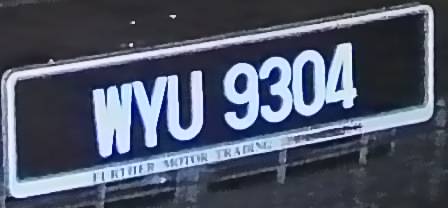 WYU 9304
FURTHER MOTOR TRADING